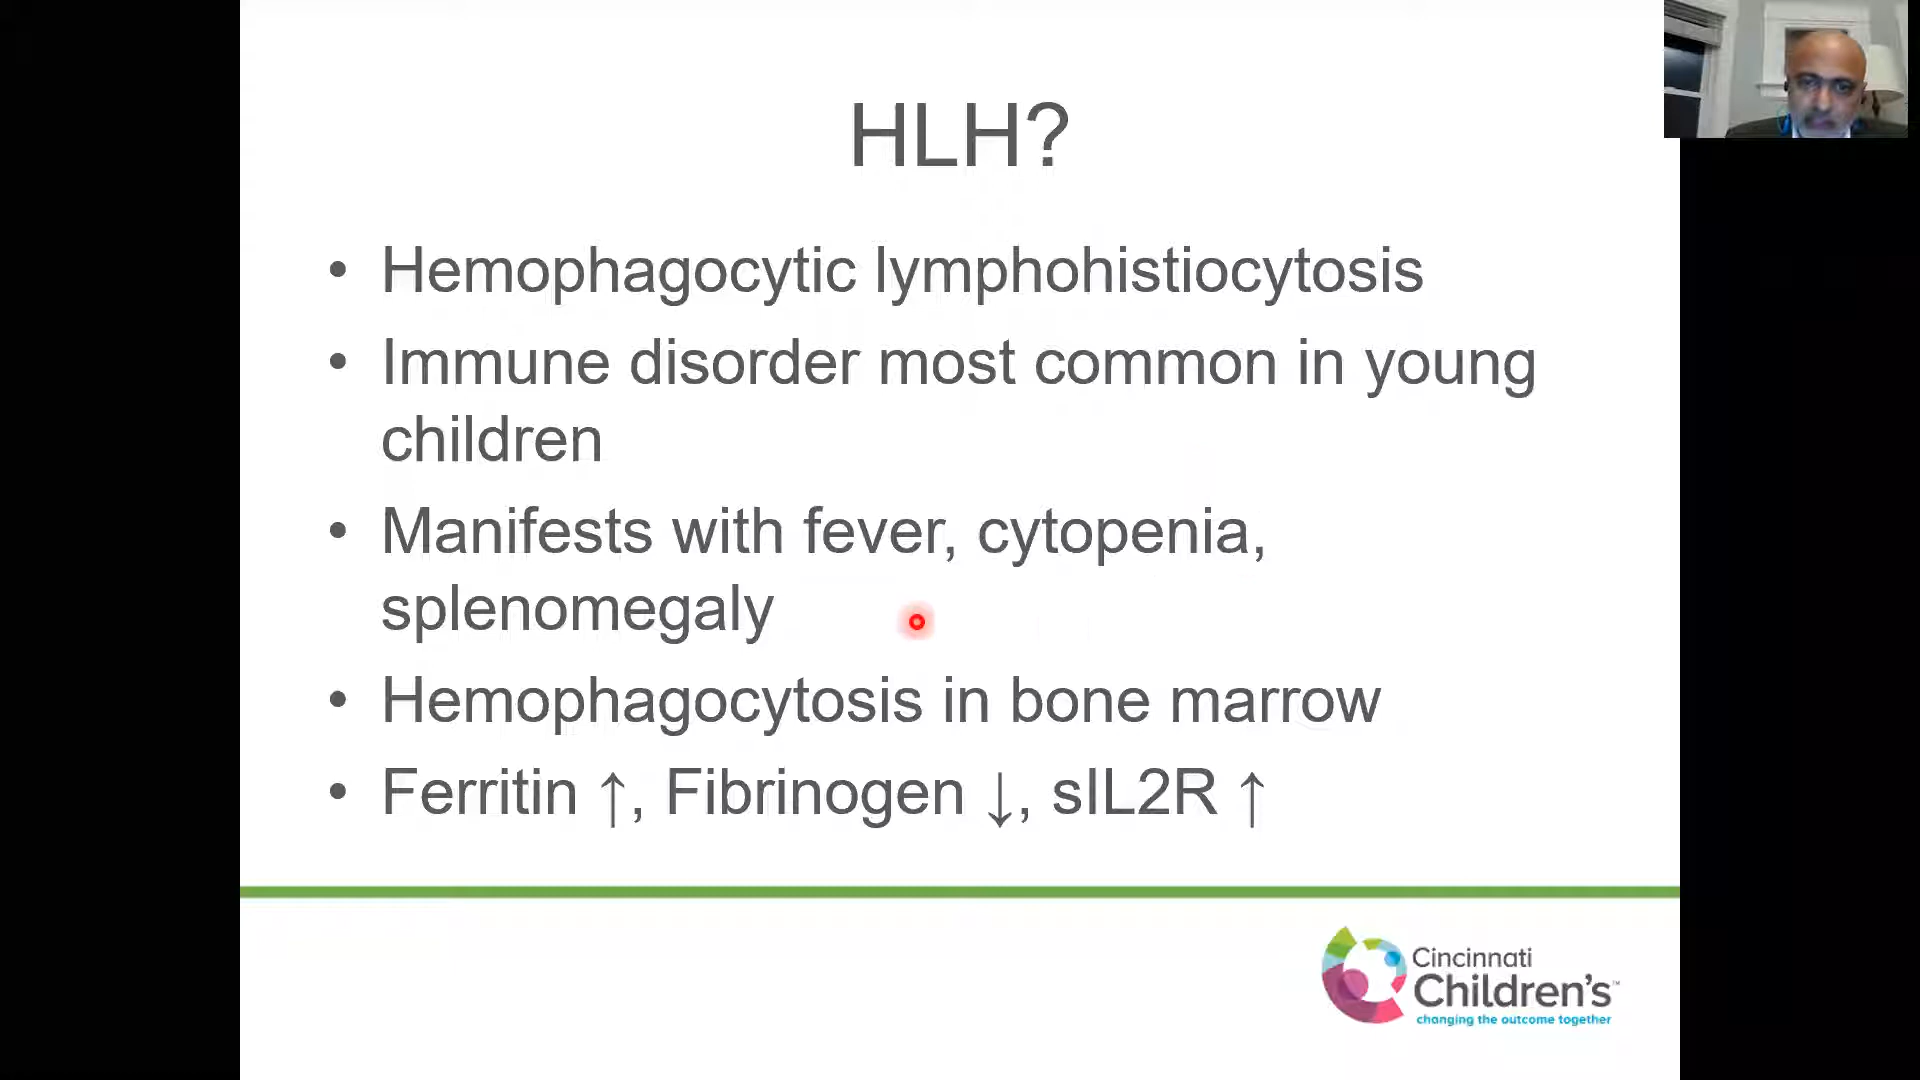 HLH?
• Hemophagocytic lymphohistiocytosis
• Immune disorder most common in young
children
• Manifests with fever, cytopenia,
splenomegaly
• Hemophagocytosis in bone marrow
• Ferritin ↑, Fibrinogen ↓, sIL2R ↑
Cincinnati
Children's™
changing the outcome together